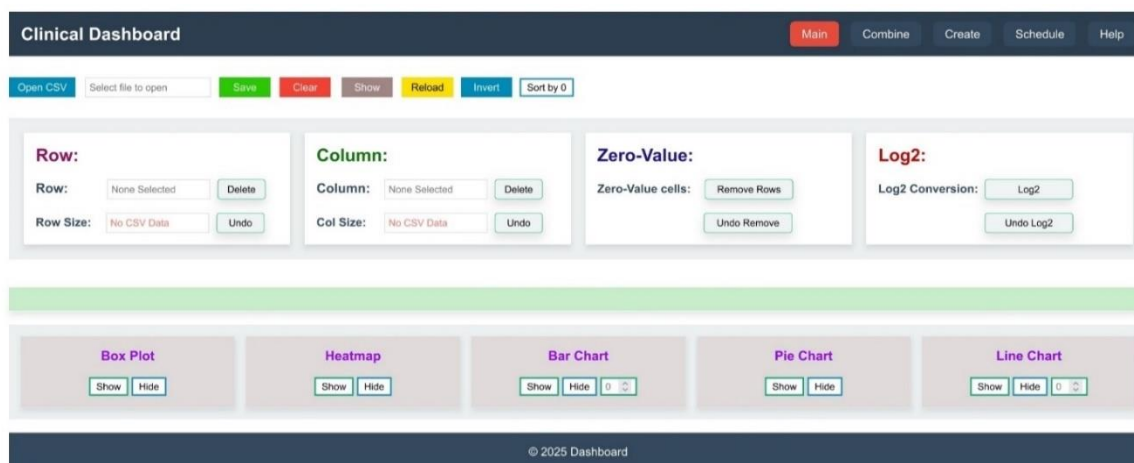 Clinical Dashboard Main Combine Create Schedule Help
Open CSV Select file to open Save Clear Show Reload Invert Sort by 0
Row:
Row: None Selected Delete
Row Size: No CSV Data Undo
Column:
Column: None Selected Delete
Col Size: No CSV Data Undo
Zero-Value:
Zero-Value cells: Remove Rows
Undo Remove
Log2:
Log2 Conversion: Log2
Undo Log2
Box Plot
Show Hide
Heatmap
Show Hide
Bar Chart
Show Hide 0
Pie Chart
Show Hide
Line Chart
Show Hide 0
© 2025 Dashboard